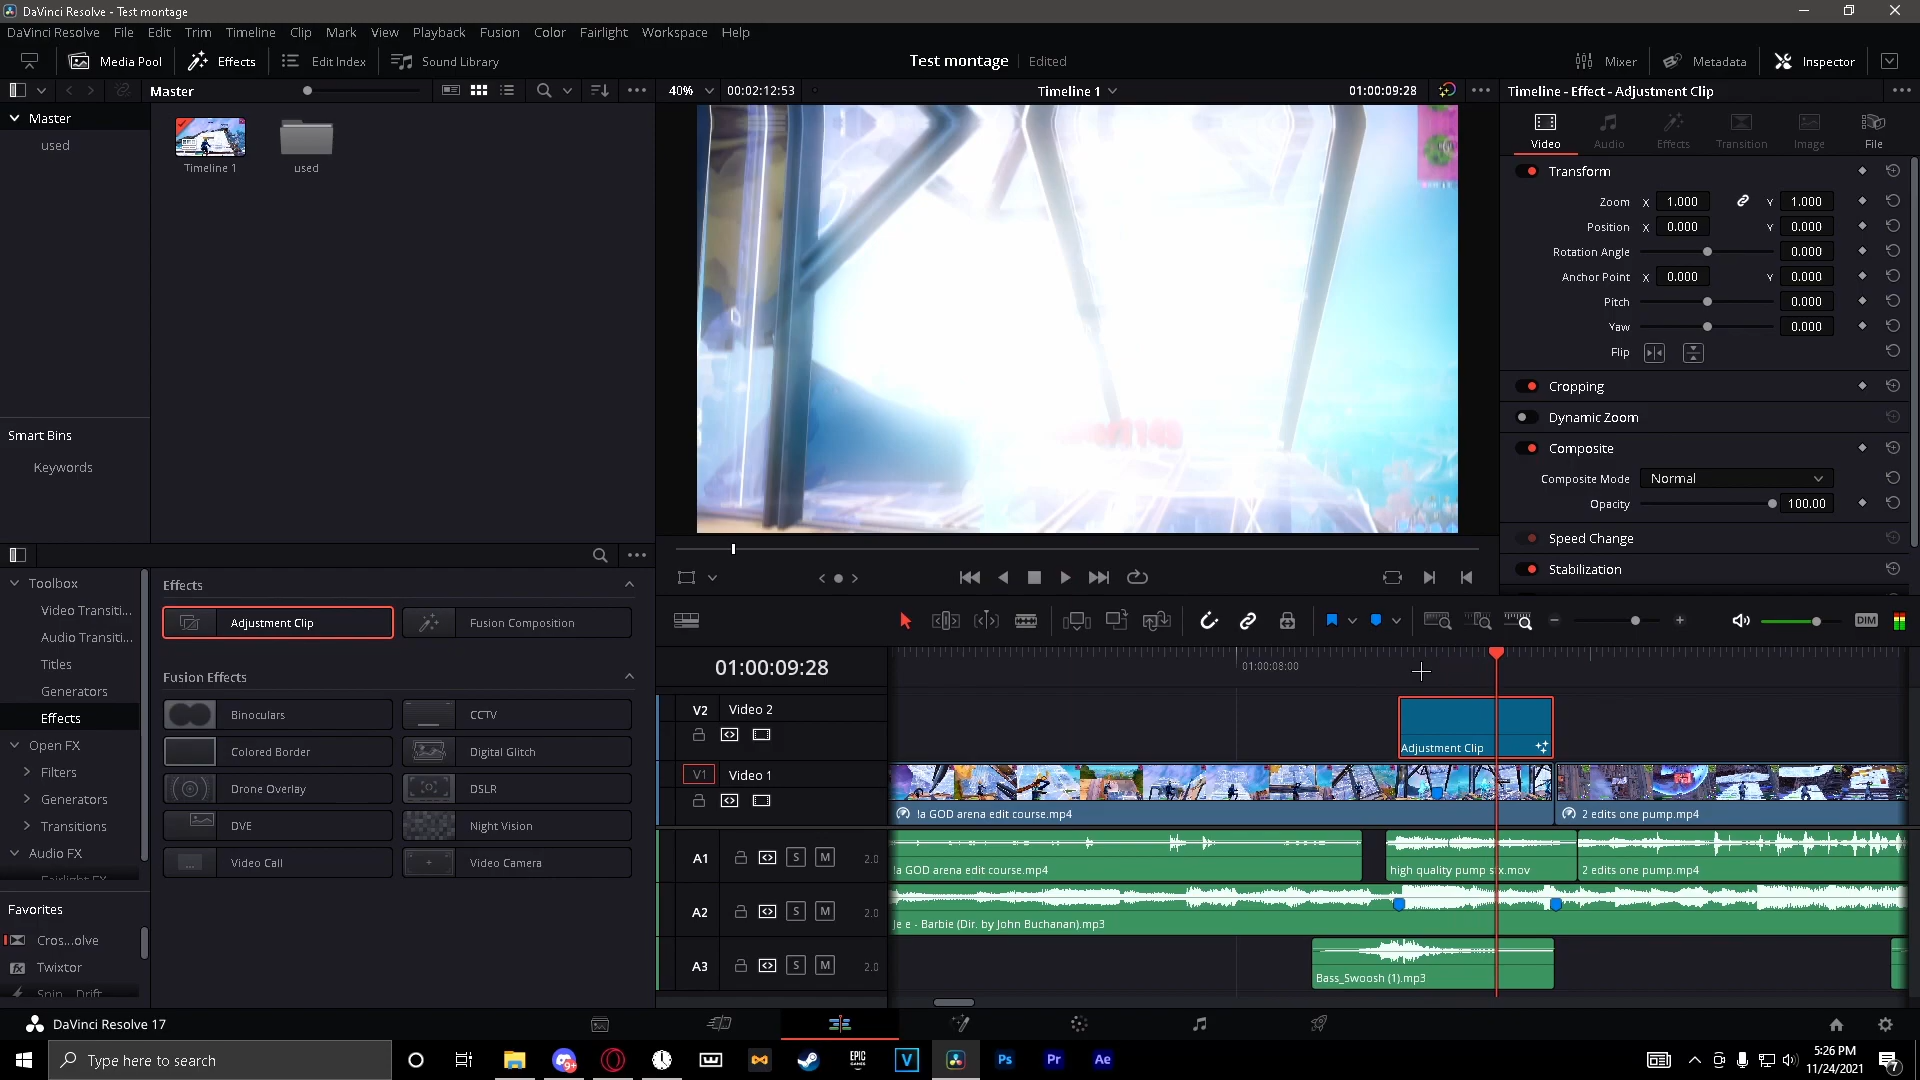 DaVinci Resolve - Test montage
DaVinci Resolve File Edit Trim Timeline Clip Mark View Playback Fusion Color Fairlight Workspace Help
Media Pool Effects Edit Index Sound Library Test montage Edited Mixer Metadata Inspector
Master 40% 00:02:12:53 Timeline 1 01:00:09:28 Timeline - Effect - Adjustment Clip
Master
used
Timeline 1 used
Video Audio Effects Transition Image File
Transform
Zoom X 1.000 Y 1.000
Position X 0.000 Y 0.000
Rotation Angle 0.000
Anchor Point X 0.000 Y 0.000
Pitch 0.000
Yaw 0.000
Flip
Cropping
Dynamic Zoom
Composite
Composite Mode Normal
Opacity 100.00
Speed Change
Stabilization
Smart Bins
Keywords
Toolbox
Video Transiti...
Audio Transiti...
Titles
Generators
Effects
Open FX
Filters
Generators
Transitions
Audio FX
Fairlight FX
Favorites
Cros...olve
Twixtor
Effects
Adjustment Clip Fusion Composition
Fusion Effects
Binoculars CCTV
Colored Border Digital Glitch
Drone Overlay DSLR
DVE Night Vision
Video Call Video Camera
DIM
01:00:09:28 01:00:08:00
V2 Video 2
Adjustment Clip
V1 Video 1
!a GOD arena edit course.mp4 2 edits one pump.mp4
A1 S M 2.0
!a GOD arena edit course.mp4 high quality pump sfx.mov 2 edits one pump.mp4
A2 S M 2.0
e - Barbie (Dir. by John Buchanan).mp3
A3 S M 2.0
Bass_Swoosh (1).mp3
DaVinci Resolve 17
Type here to search
9+
EPIC GAMES
V
Ps Pr Ae
5:26 PM
11/24/2021
7